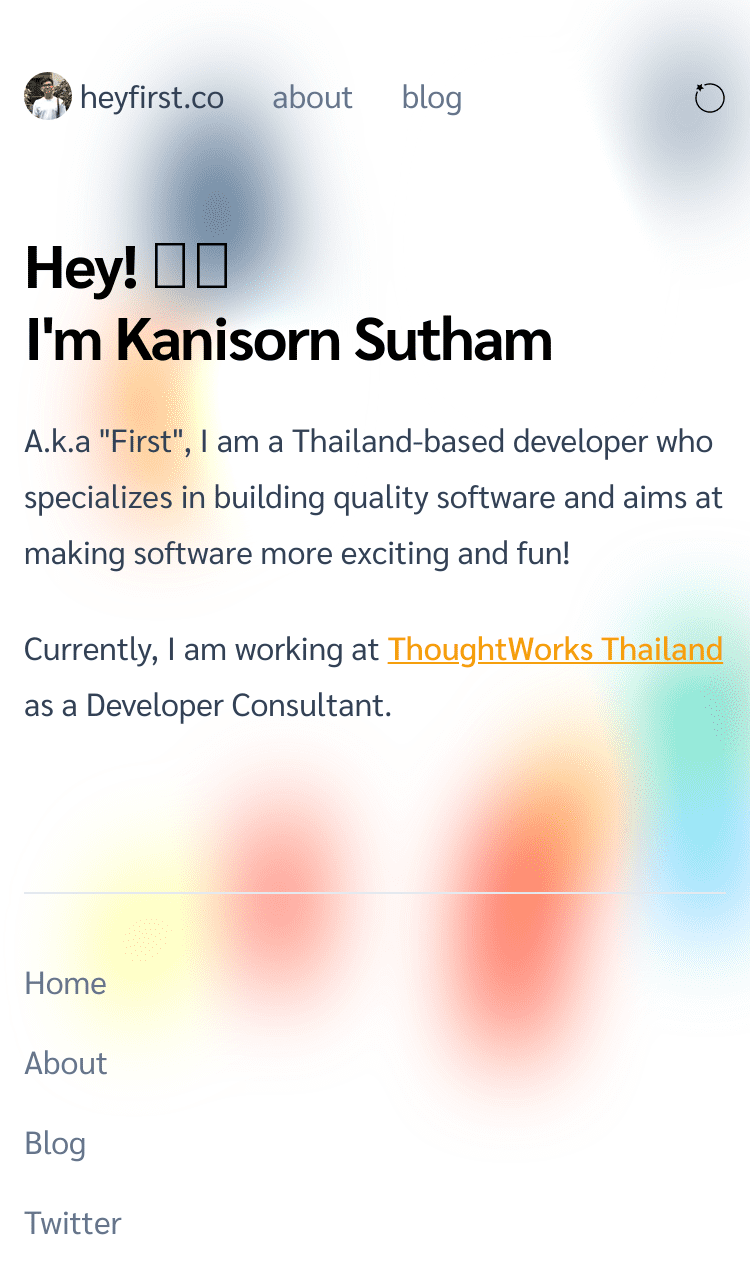 heyfirst.co about blog
Hey!
I'm Kanisorn Sutham
A.k.a "First", I am a Thailand-based developer who
specializes in building quality software and aims at
making software more exciting and fun!
Currently, I am working at ThoughtWorks Thailand
as a Developer Consultant.
Home
About
Blog
Twitter